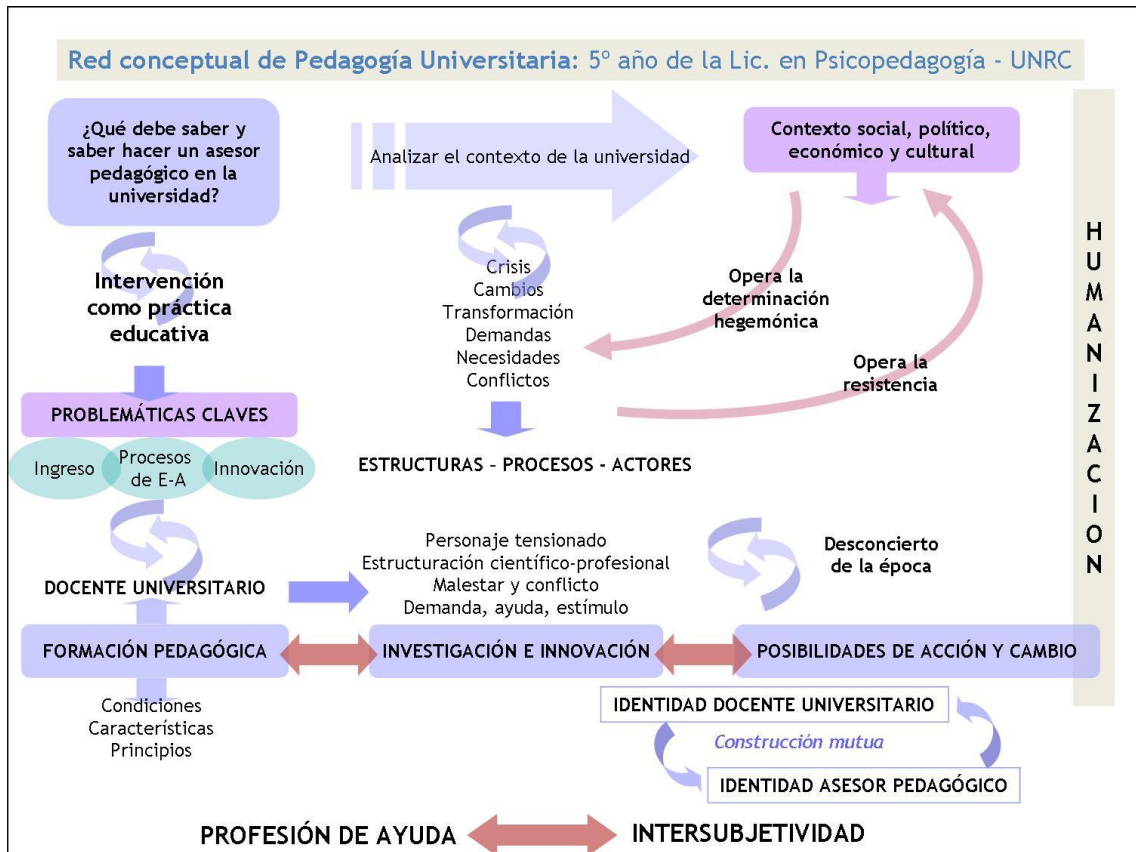 Red conceptual de Pedagogía Universitaria: 5º año de la Lic. en Psicopedagogía - UNRC
¿Qué debe saber y
saber hacer un asesor
pedagógico en la
universidad?
Analizar el contexto de la universidad
Contexto social, político,
económico y cultural
Intervención
como práctica
educativa
Crisis
Cambios
Transformación
Demandas
Necesidades
Conflictos
Opera la
determinación
hegemónica
Opera la
resistencia
PROBLEMÁTICAS CLAVES
Ingreso
Procesos
de E-A
Innovación
ESTRUCTURAS - PROCESOS - ACTORES
DOCENTE UNIVERSITARIO
Personaje tensionado
Estructuración científico-profesional
Malestar y conflicto
Demanda, ayuda, estímulo
Desconcierto
de la época
FORMACIÓN PEDAGÓGICA
INVESTIGACIÓN E INNOVACIÓN
POSIBILIDADES DE ACCIÓN Y CAMBIO
Condiciones
Características
Principios
IDENTIDAD DOCENTE UNIVERSITARIO
Construcción mutua
IDENTIDAD ASESOR PEDAGÓGICO
PROFESIÓN DE AYUDA
INTERSUBJETIVIDAD
HUMANIZACION